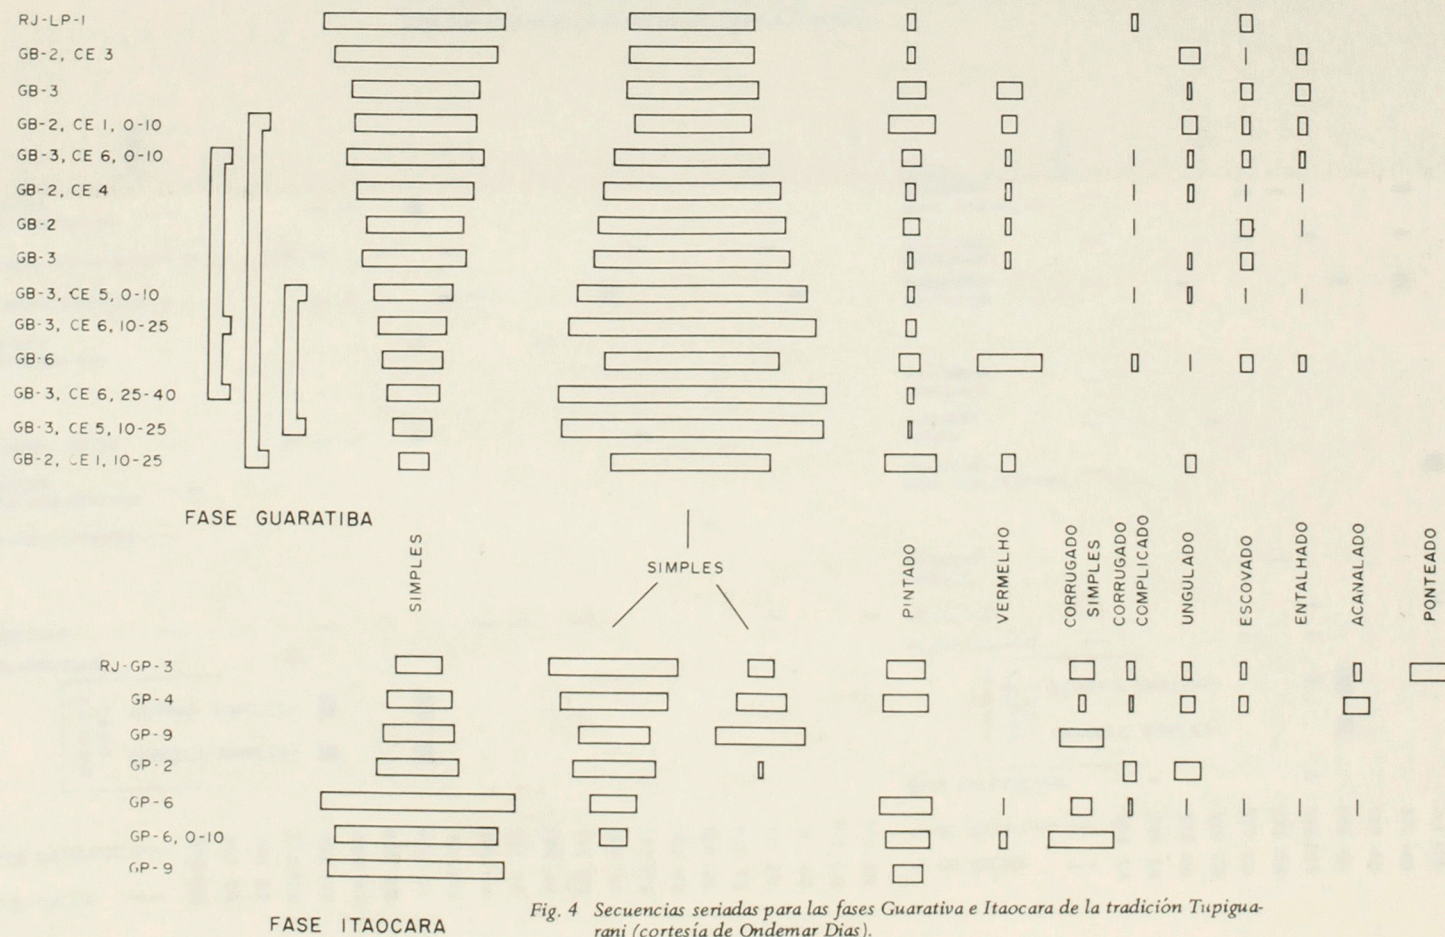 RJ-LP-1
GB-2, CE 3
GB-3
GB-2, CE 1, 0-10
GB-3, CE 6, 0-10
GB-2, CE 4
GB-2
GB-3
GB-3, CE 5, 0-10
GB-3, CE 6, 10-25
GB-6
GB-3, CE 6, 25-40
GB-3, CE 5, 10-25
GB-2, CE 1, 10-25
FASE GUARATIBA
SIMPLES
SIMPLES
PINTADO
VERMELHO
CORRUGADO
SIMPLES
CORRUGADO
COMPLICADO
UNGULADO
ESCOVADO
ENTALHADO
ACANALADO
PONTEADO
RJ-GP-3
GP-4
GP-9
GP-2
GP-6
GP-6, 0-10
GP-9
FASE ITAOCARA
Fig. 4 Secuencias seriadas para las fases Guarativa e Itaocara de la tradición Tupigua-
rani (cortesía de Ondemar Dias).